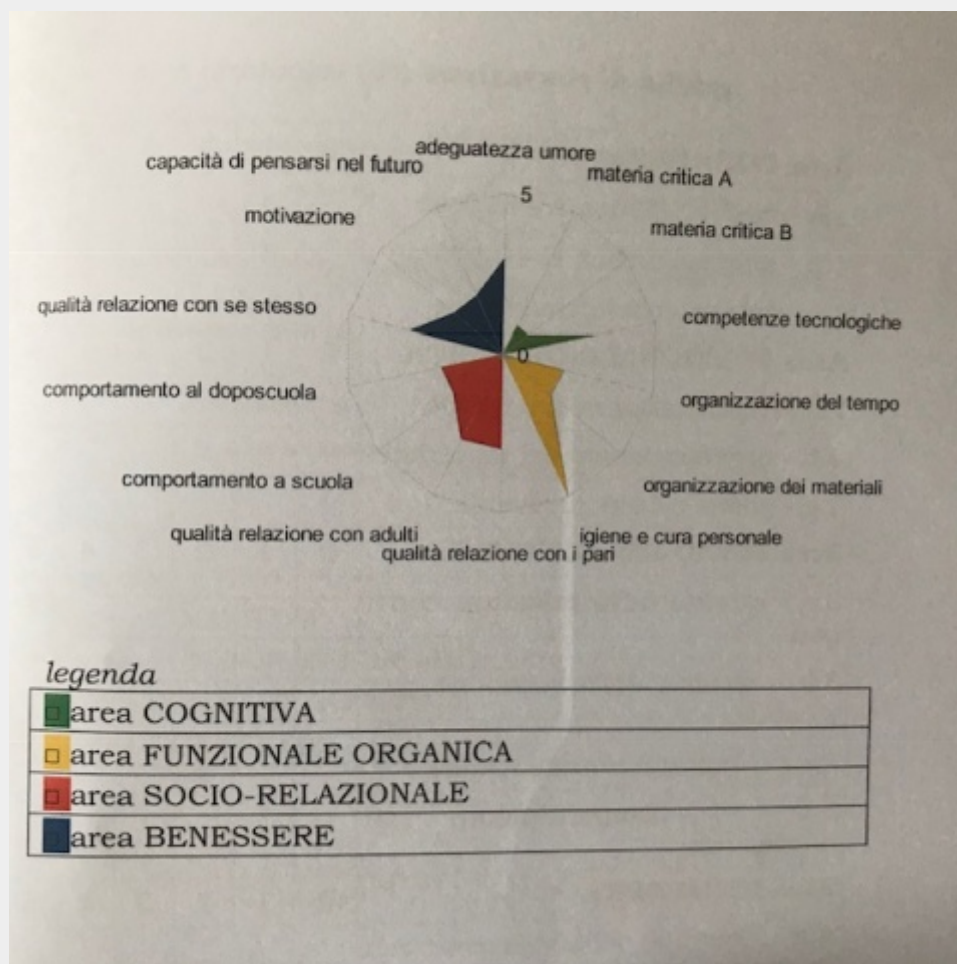 adeguatezza umore
capacità di pensarsi nel futuro
materia critica A
5
motivazione
materia critica B
qualità relazione con se stesso
competenze tecnologiche
0
comportamento al doposcuola
organizzazione del tempo
comportamento a scuola
organizzazione dei materiali
qualità relazione con adulti
igiene e cura personale
qualità relazione con i pari
legenda
area COGNITIVA
area FUNZIONALE ORGANICA
area SOCIO-RELAZIONALE
area BENESSERE